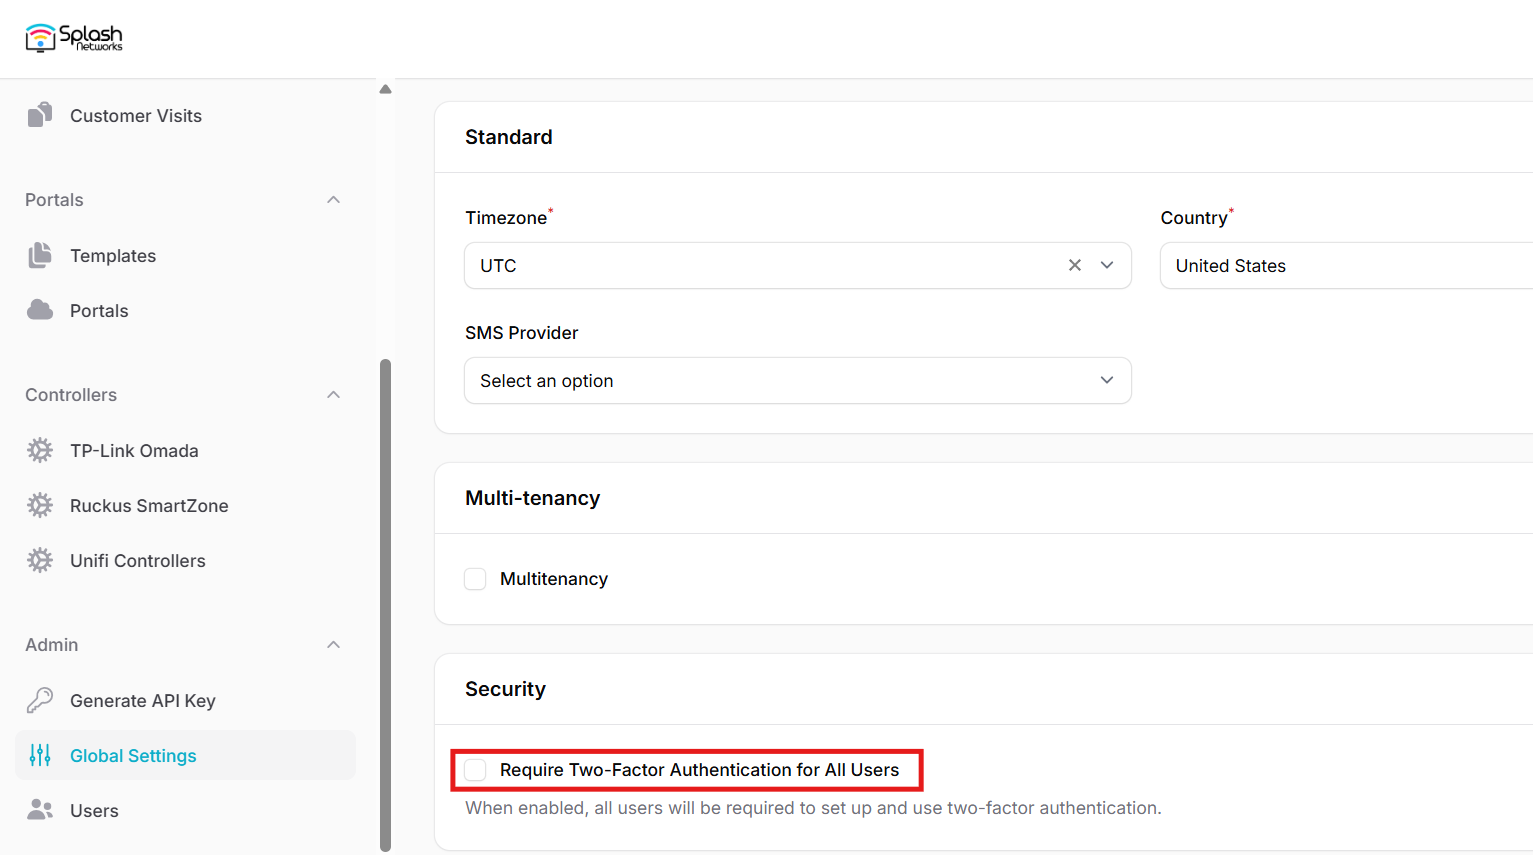 Splash
Networks
Customer Visits
Portals
Templates
Portals
Controllers
TP-Link Omada
Ruckus SmartZone
Unifi Controllers
Admin
Generate API Key
Global Settings
Users
Standard
Timezone* Country*
UTC United States
SMS Provider
Select an option
Multi-tenancy
Multitenancy
Security
Require Two-Factor Authentication for All Users
When enabled, all users will be required to set up and use two-factor authentication.